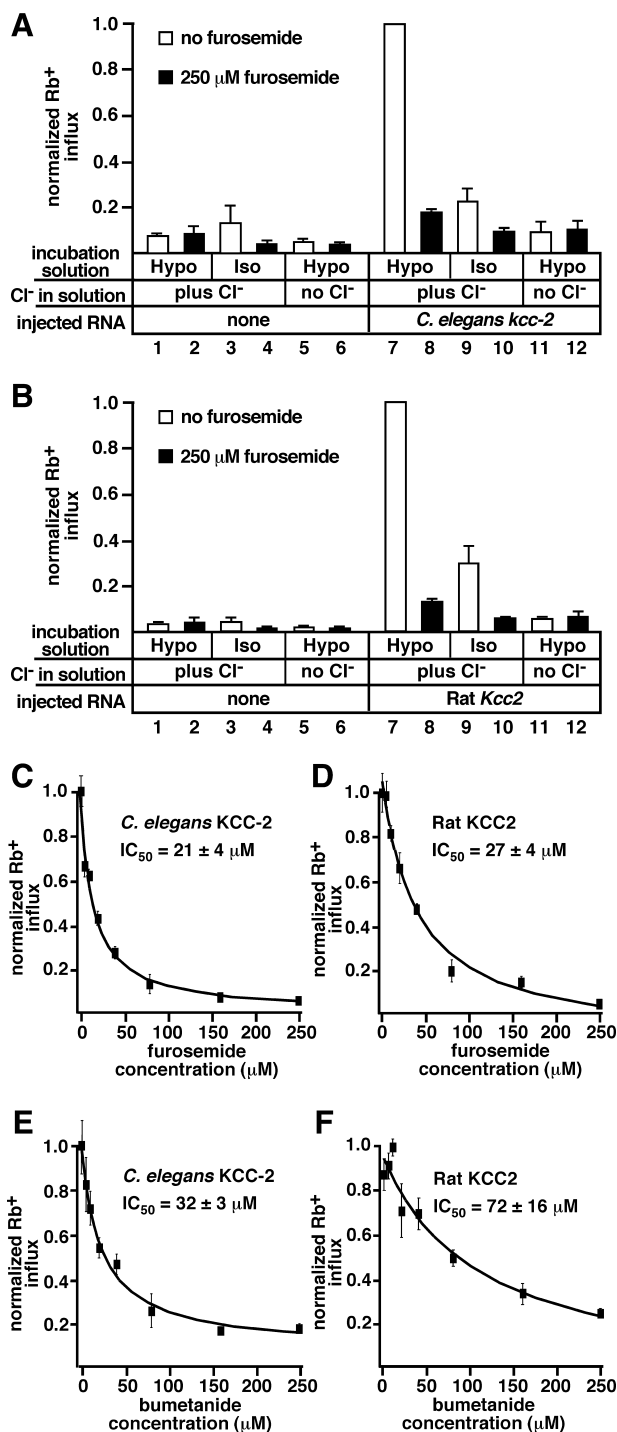 A
normalized Rb+
influx
1.0
0.8
0.6
0.4
0.2
no furosemide
250 µM furosemide
incubation
solution
Hypo Iso Hypo Hypo Iso Hypo
Cl- in solution plus Cl- no Cl- plus Cl- no Cl-
injected RNA none C. elegans kcc-2
1 2 3 4 5 6 7 8 9 10 11 12
B
normalized Rb+
influx
1.0
0.8
0.6
0.4
0.2
no furosemide
250 µM furosemide
incubation
solution
Hypo Iso Hypo Hypo Iso Hypo
Cl- in solution plus Cl- no Cl- plus Cl- no Cl-
injected RNA none Rat Kcc2
1 2 3 4 5 6 7 8 9 10 11 12
C
normalized Rb+
influx
1.0
0.8
0.6
0.4
0.2
C. elegans KCC-2
IC50 = 21 ± 4 µM
0 50 100 150 200 250
furosemide
concentration (µM)
D
normalized Rb+
influx
1.0
0.8
0.6
0.4
0.2
Rat KCC2
IC50 = 27 ± 4 µM
0 50 100 150 200 250
furosemide
concentration (µM)
E
normalized Rb+
influx
1.0
0.8
0.6
0.4
0.2
C. elegans KCC-2
IC50 = 32 ± 3 µM
0 50 100 150 200 250
bumetanide
concentration (µM)
F
normalized Rb+
influx
1.0
0.8
0.6
0.4
0.2
Rat KCC2
IC50 = 72 ± 16 µM
0 50 100 150 200 250
bumetanide
concentration (µM)